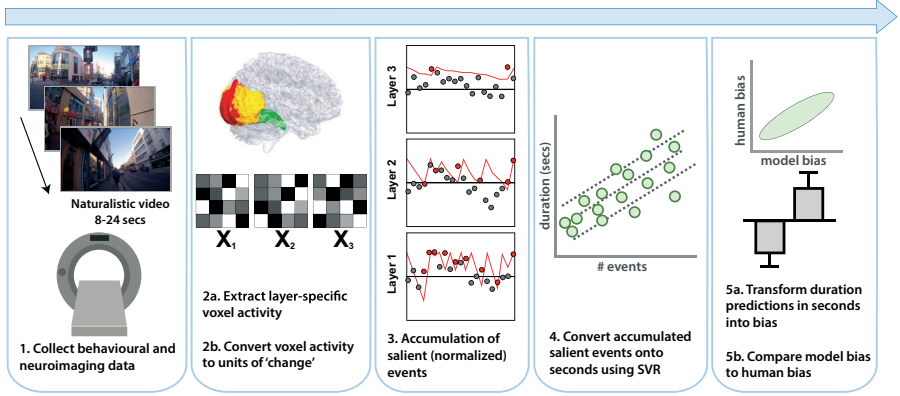 Naturalistic video
8-24 secs
1. Collect behavioural and
neuroimaging data
X1
X2
X3
2a. Extract layer-specific
voxel activity
2b. Convert voxel activity
to units of 'change'
Layer 3
Layer 2
Layer 1
3. Accumulation of
salient (normalized)
events
duration (secs)
# events
4. Convert accumulated
salient events onto
seconds using SVR
human bias
model bias
5a. Transform duration
predictions in seconds
into bias
5b. Compare model bias
to human bias